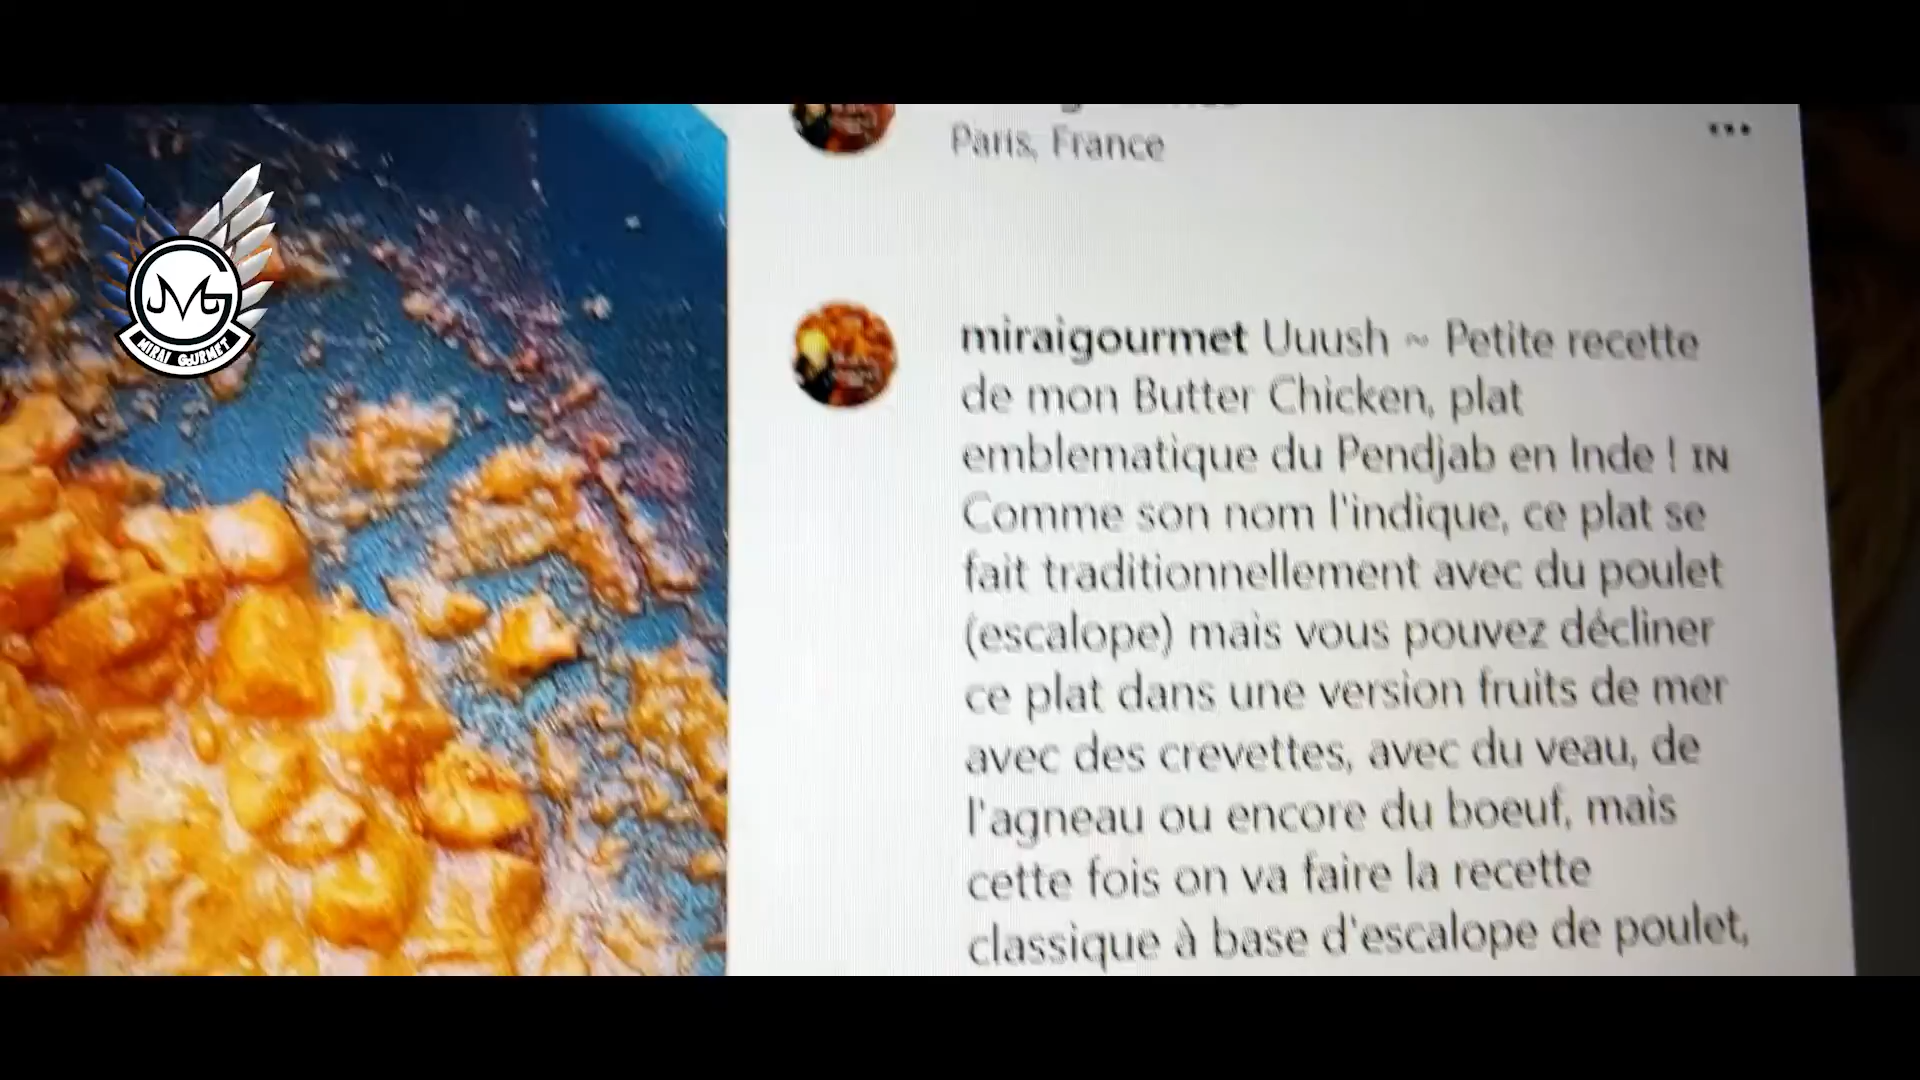 Paris, France
MG
MIRAI GOURMET
miraigourmet Uuush ~ Petite recette
de mon Butter Chicken, plat
emblematique du Pendjab en Inde ! IN
Comme son nom l'indique, ce plat se
fait traditionnellement avec du poulet
(escalope) mais vous pouvez décliner
ce plat dans une version fruits de mer
avec des crevettes, avec du veau, de
l'agneau ou encore du boeuf, mais
cette fois on va faire la recette
classique à base d'escalope de poulet,